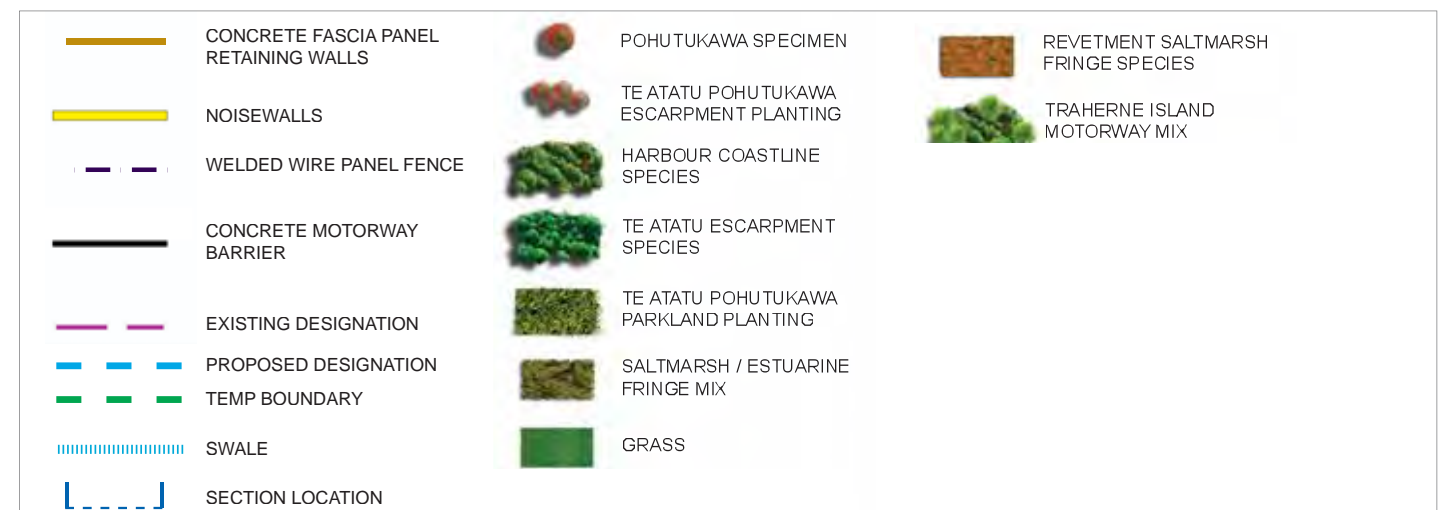 CONCRETE FASCIA PANEL
RETAINING WALLS
NOISEWALLS
WELDED WIRE PANEL FENCE
CONCRETE MOTORWAY
BARRIER
EXISTING DESIGNATION
PROPOSED DESIGNATION
TEMP BOUNDARY
SWALE
SECTION LOCATION
POHUTUKAWA SPECIMEN
TE ATATU POHUTUKAWA
ESCARPMENT PLANTING
HARBOUR COASTLINE
SPECIES
TE ATATU ESCARPMENT
SPECIES
TE ATATU POHUTUKAWA
PARKLAND PLANTING
SALTMARSH / ESTUARINE
FRINGE MIX
GRASS
REVETMENT SALTMARSH
FRINGE SPECIES
TRAHERNE ISLAND
MOTORWAY MIX